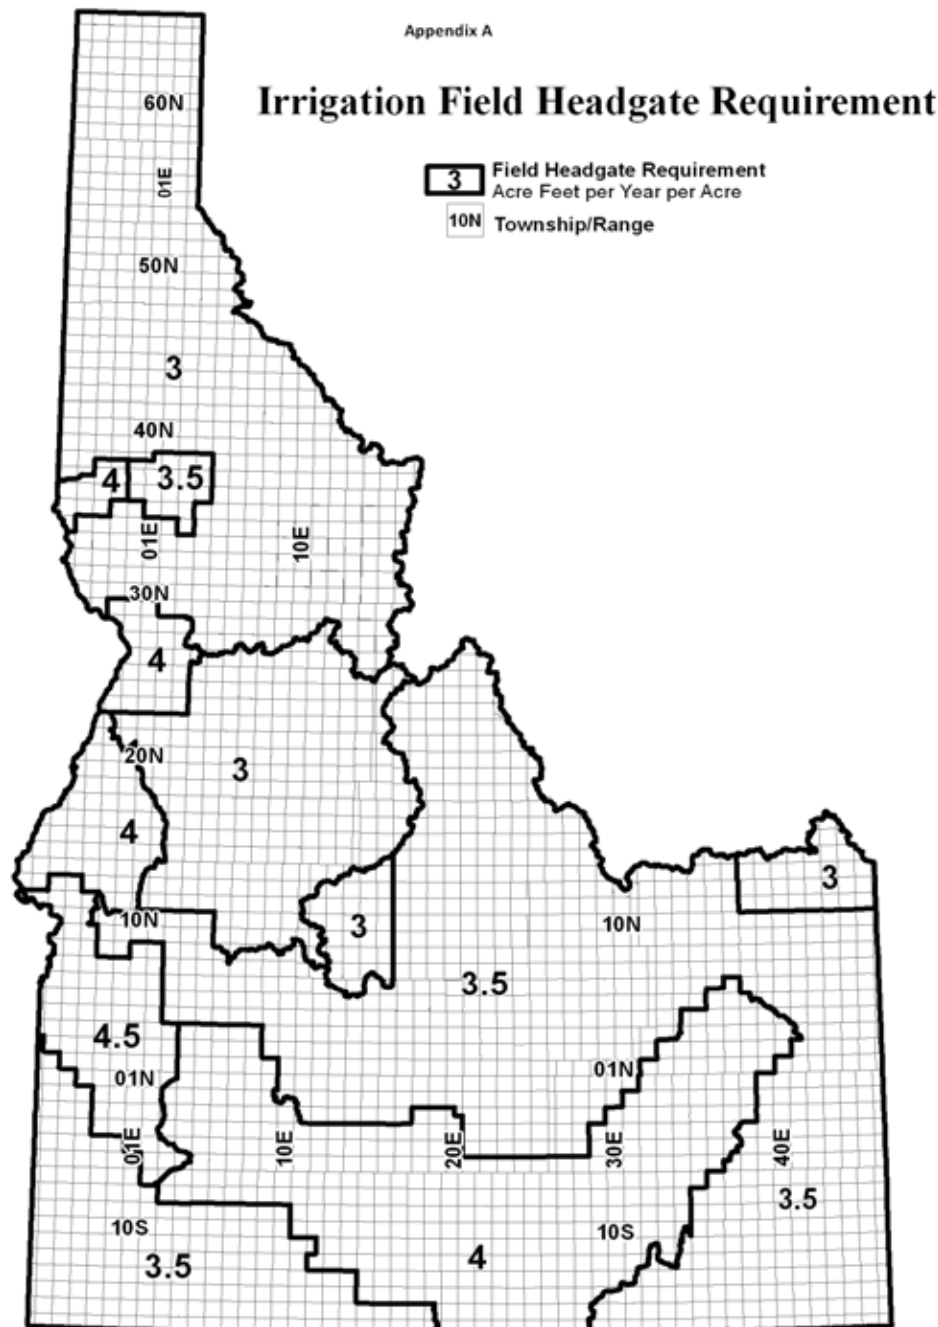 Appendix A
Irrigation Field Headgate Requirement
3 Field Headgate Requirement
Acre Feet per Year per Acre
10N Township/Range
60N
01E
50N
3
40N
4
3.5
01E
10E
30N
4
20N
3
4
3
10N
3
10N
3.5
4.5
01N
01N
01E
10E
20E
30E
40E
3.5
10S
10S
4
3.5